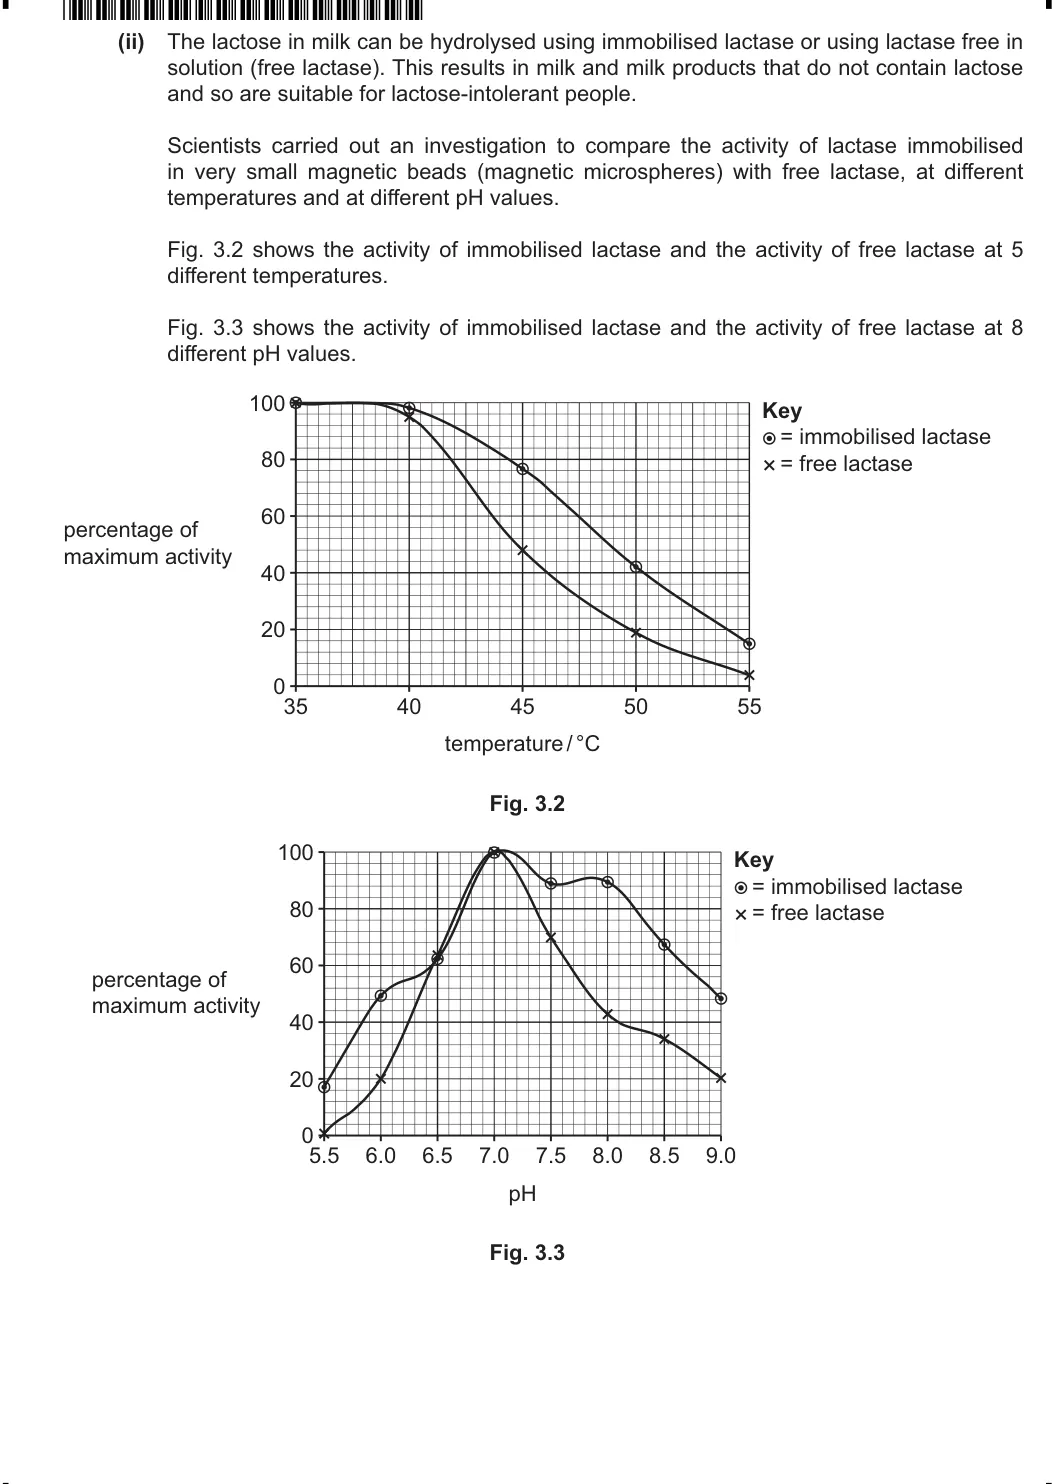 (ii) The lactose in milk can be hydrolysed using immobilised lactase or using lactase free in
solution (free lactase). This results in milk and milk products that do not contain lactose
and so are suitable for lactose-intolerant people.
Scientists carried out an investigation to compare the activity of lactase immobilised
in very small magnetic beads (magnetic microspheres) with free lactase, at different
temperatures and at different pH values.
Fig. 3.2 shows the activity of immobilised lactase and the activity of free lactase at 5
different temperatures.
Fig. 3.3 shows the activity of immobilised lactase and the activity of free lactase at 8
different pH values.
100
80
60
40
20
0
percentage of
maximum activity
35 40 45 50 55
temperature / °C
Key
= immobilised lactase
× = free lactase
Fig. 3.2
100
80
60
40
20
0
percentage of
maximum activity
5.5 6.0 6.5 7.0 7.5 8.0 8.5 9.0
pH
Key
= immobilised lactase
× = free lactase
Fig. 3.3